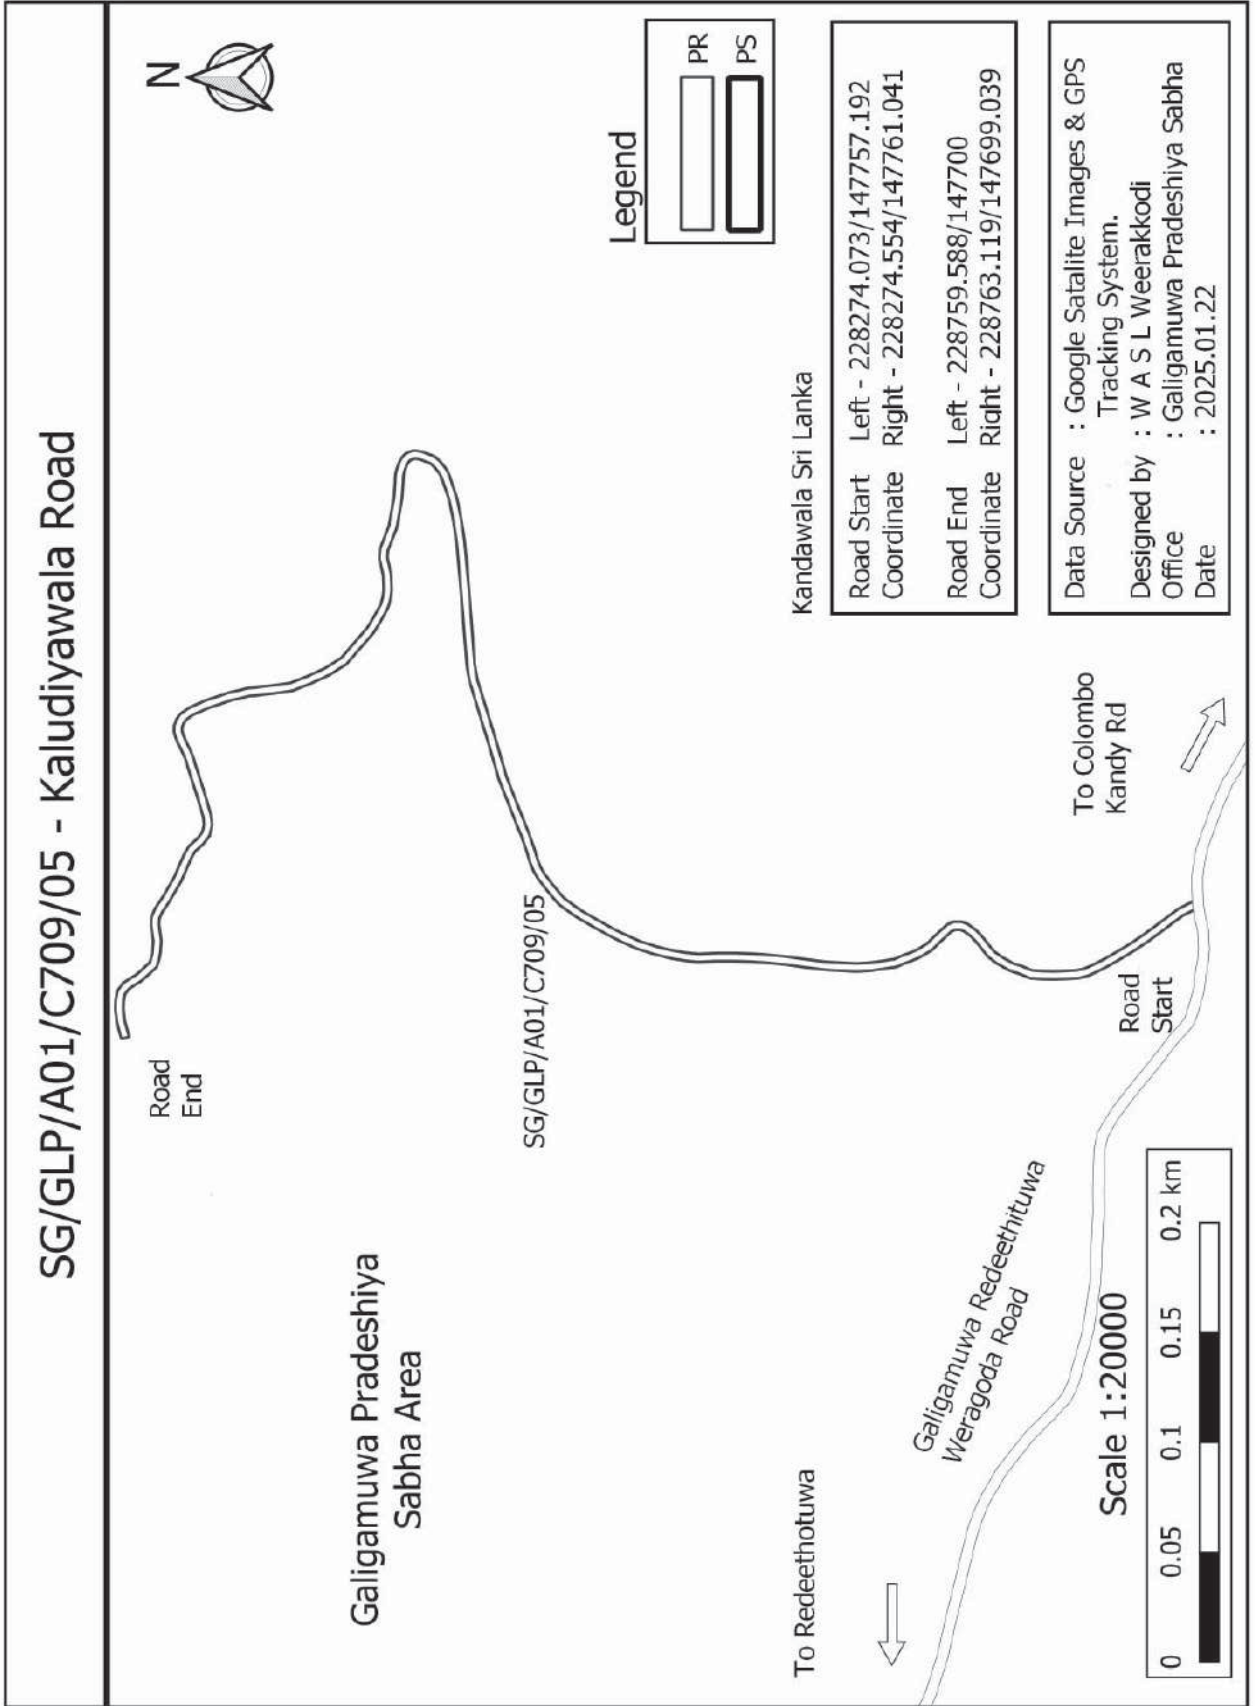 SG/GLP/A01/C709/05 - Kaludiyawala Road
N
Road
End
Galigamuwa Pradeshiya
Sabha Area
SG/GLP/A01/C709/05
Legend
PR
PS
Kandawala Sri Lanka
Road Start Left - 228274.073/147757.192
Coordinate Right - 228274.554/147761.041
Road End Left - 228759.588/147700
Coordinate Right - 228763.119/147699.039
To Redeethotuwa
Galigamuwa Redeethituwa
Weragoda Road
Road
Start
To Colombo
Kandy Rd
Data Source : Google Satalite Images & GPS
Tracking System.
Designed by : W A S L Weerakkodi
Office : Galigamuwa Pradeshiya Sabha
Date : 2025.01.22
Scale 1:20000
0 0.05 0.1 0.15 0.2 km